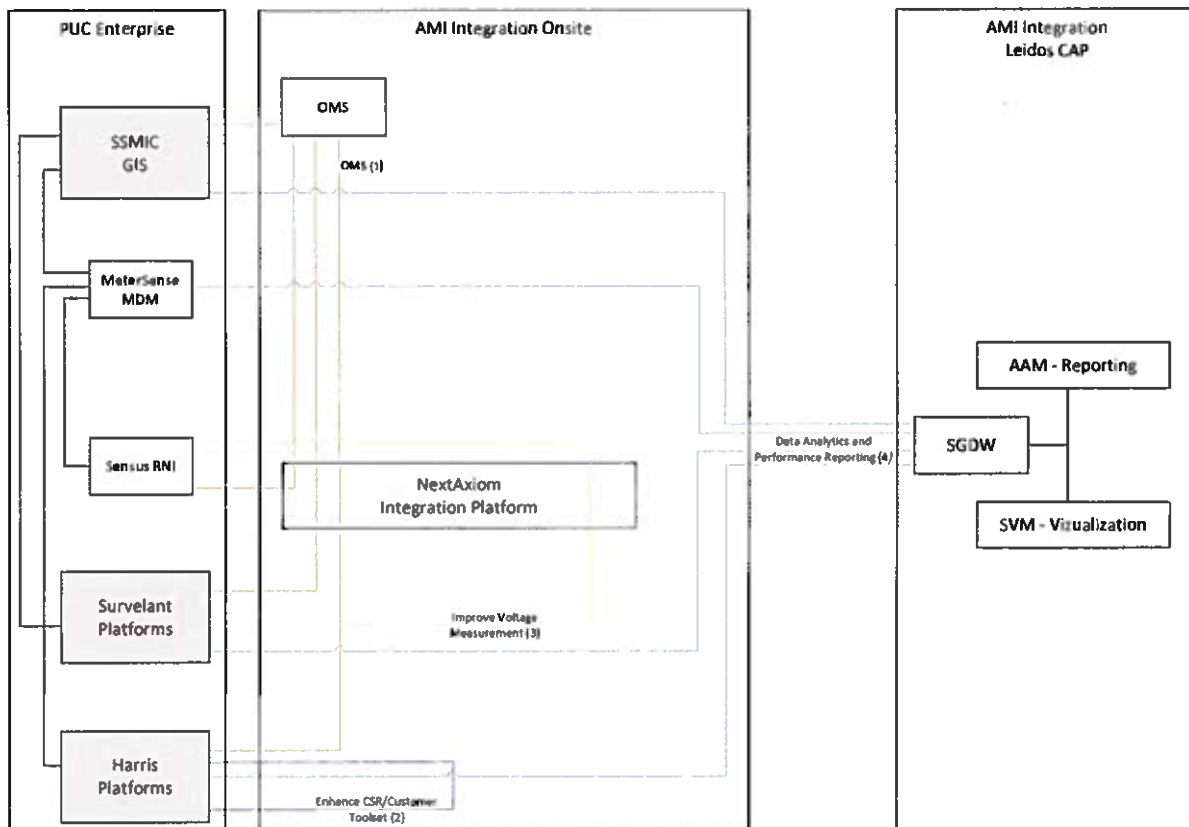 PUC Enterprise
AMI Integration Onsite
AMI Integration
Leidos CAP
SSMIC
GIS
OMS
OMS (1)
MeterSense
MDM
Sensus RNI
NextAxiom
Integration Platform
Data Analytics and
Performance Reporting (4)
AAM - Reporting
SGDW
SVM - Vizualization
Survelant
Platforms
Improve Voltage
Measurement (3)
Harris
Platforms
Enhance CSR/Customer
Toolset (2)